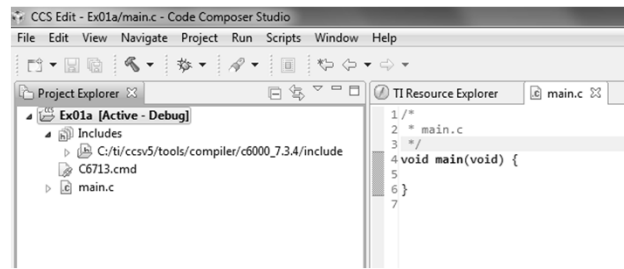 CCS Edit - Ex01a/main.c - Code Composer Studio
File Edit View Navigate Project Run Scripts Window Help
Project Explorer
Ex01a [Active - Debug]
Includes
C:/ti/ccsv5/tools/compiler/c6000_7.3.4/include
C6713.cmd
main.c
TI Resource Explorer
main.c
1 /*
2 * main.c
3 */
4 void main(void) {
5
6 }
7